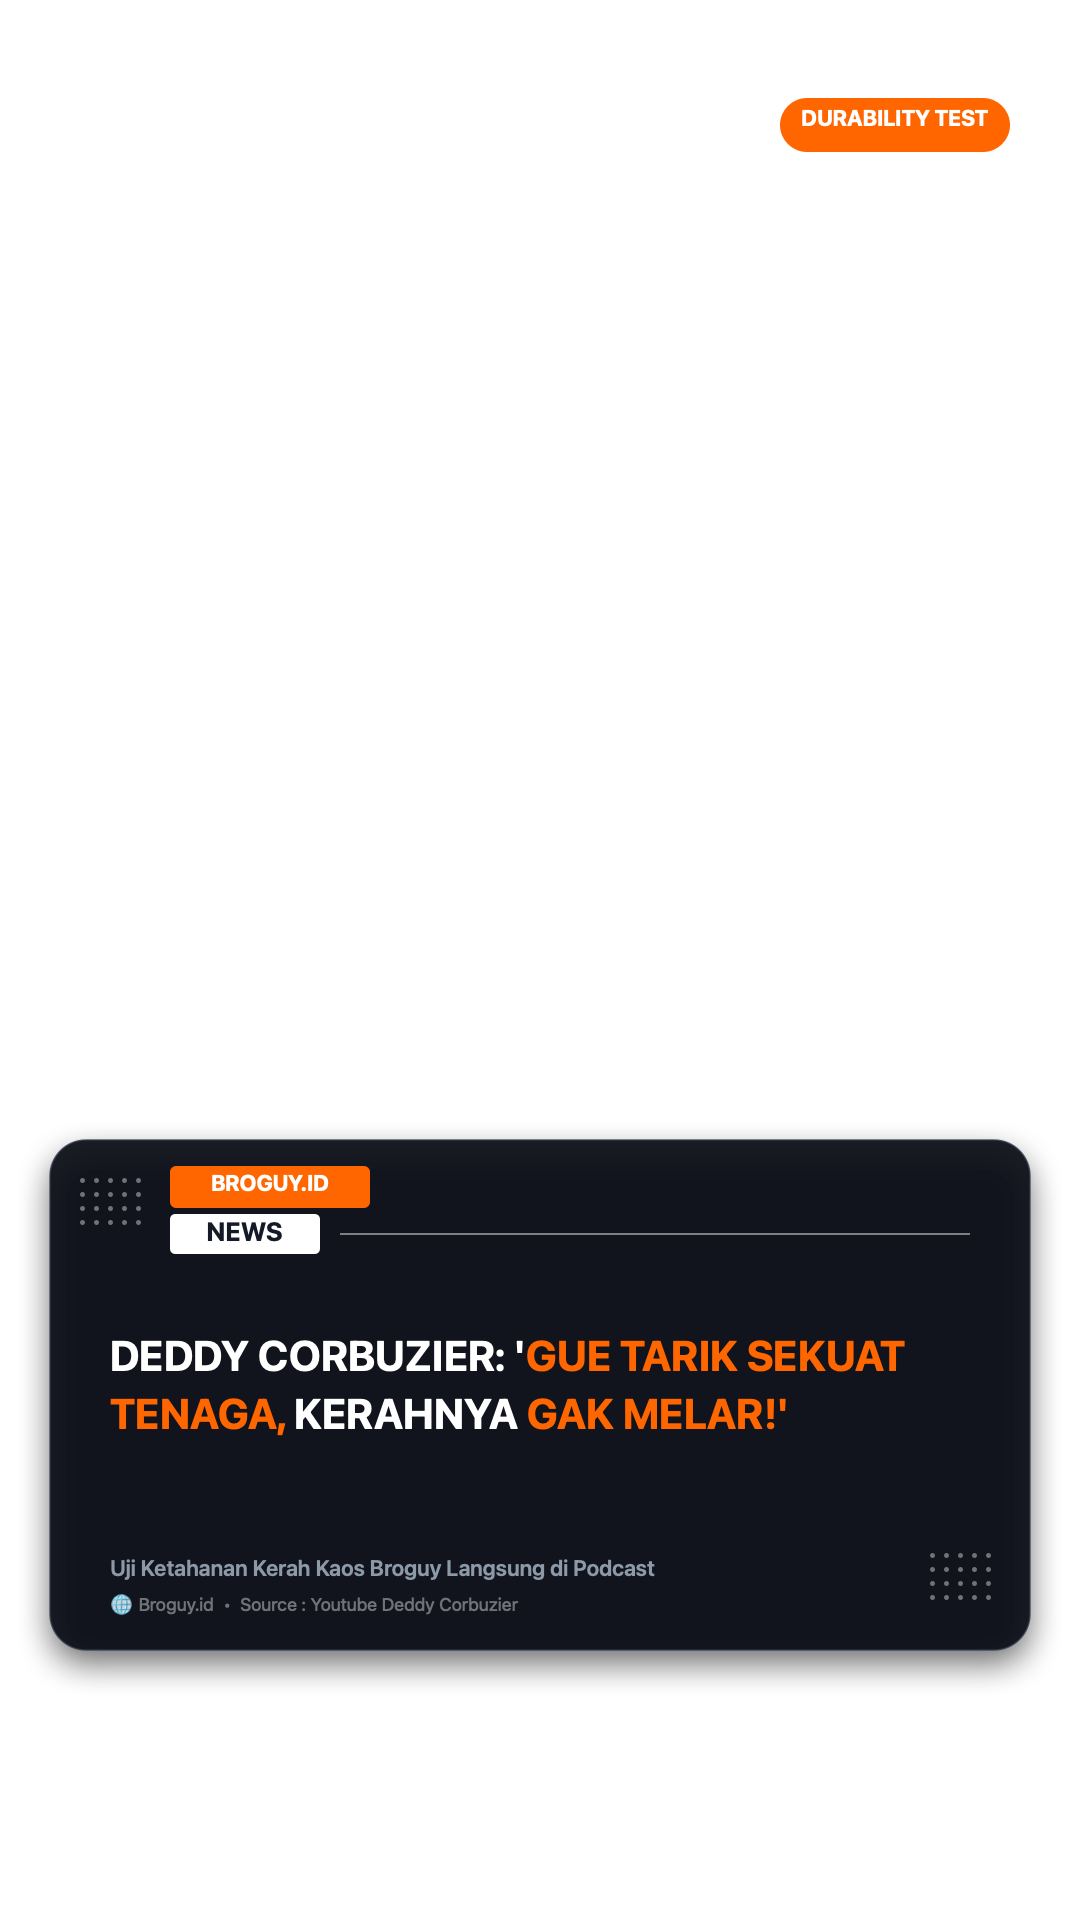 DURABILITY TEST
BROGUY.ID
NEWS
DEDDY CORBUZIER: 'GUE TARIK SEKUAT
TENAGA, KERAHNYA GAK MELAR!'
Uji Ketahanan Kerah Kaos Broguy Langsung di Podcast
Broguy.id • Source : Youtube Deddy Corbuzier